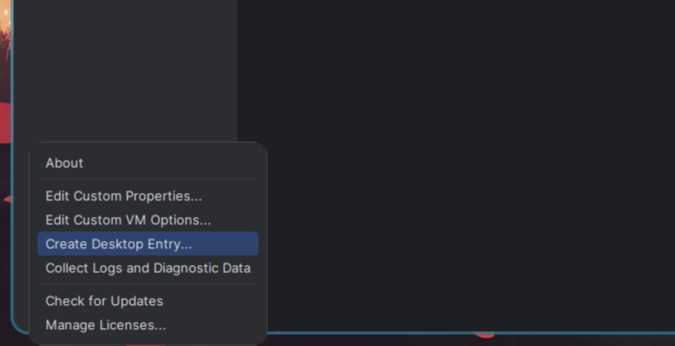 About
Edit Custom Properties...
Edit Custom VM Options...
Create Desktop Entry...
Collect Logs and Diagnostic Data
Check for Updates
Manage Licenses...